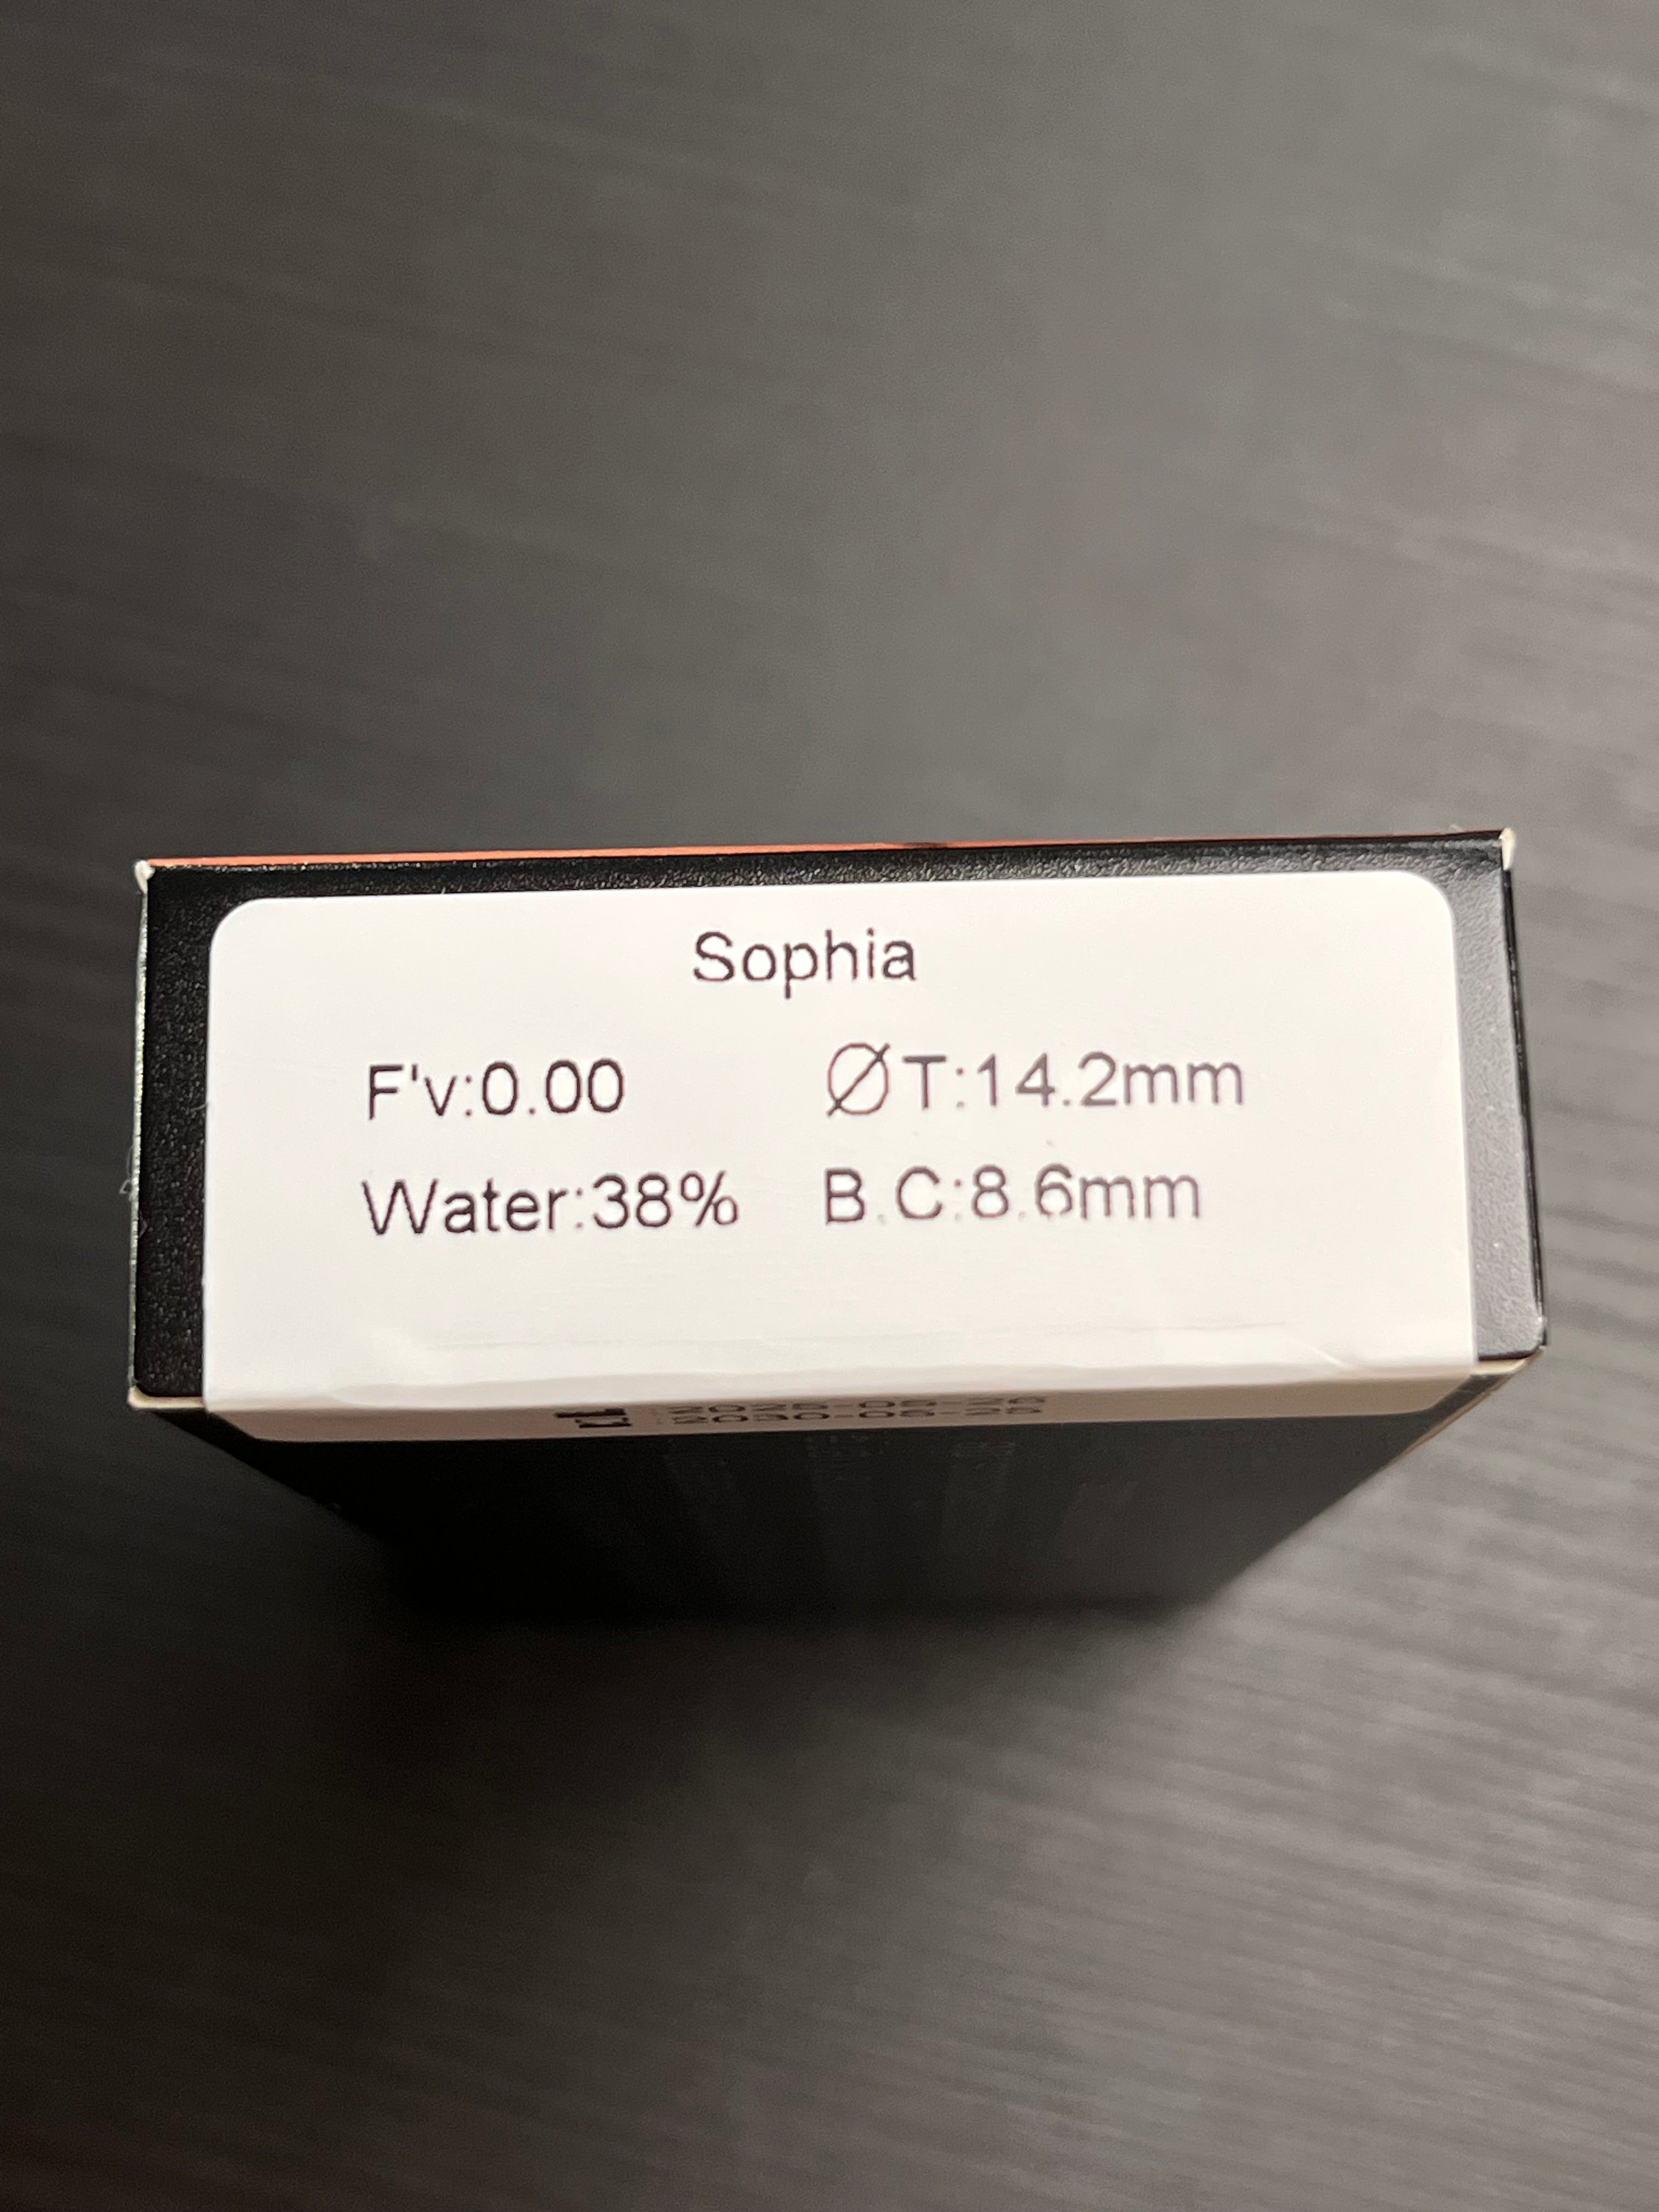 Sophia
F'v:0.00 ØT:14.2mm
Water:38% B.C:8.6mm